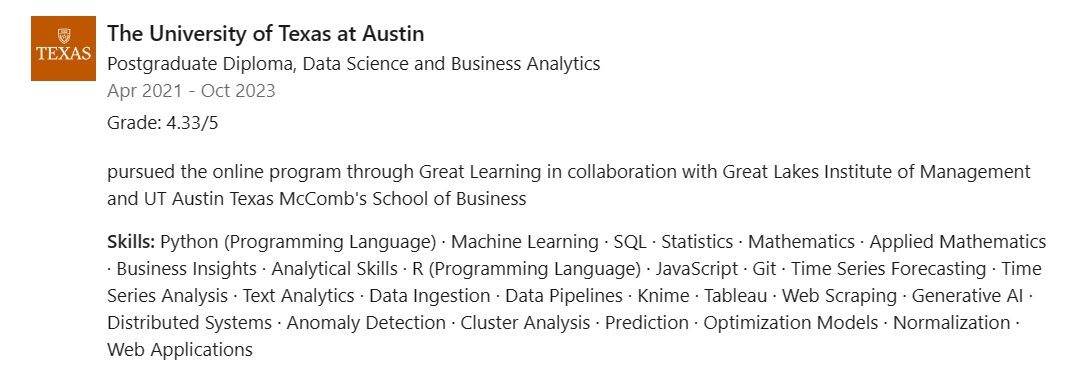 TEXAS
The University of Texas at Austin
Postgraduate Diploma, Data Science and Business Analytics
Apr 2021 - Oct 2023
Grade: 4.33/5
pursued the online program through Great Learning in collaboration with Great Lakes Institute of Management
and UT Austin Texas McComb's School of Business
Skills: Python (Programming Language) · Machine Learning · SQL · Statistics · Mathematics · Applied Mathematics
· Business Insights · Analytical Skills · R (Programming Language) · JavaScript · Git · Time Series Forecasting · Time
Series Analysis · Text Analytics · Data Ingestion · Data Pipelines · Knime · Tableau · Web Scraping · Generative AI ·
Distributed Systems · Anomaly Detection · Cluster Analysis · Prediction · Optimization Models · Normalization ·
Web Applications